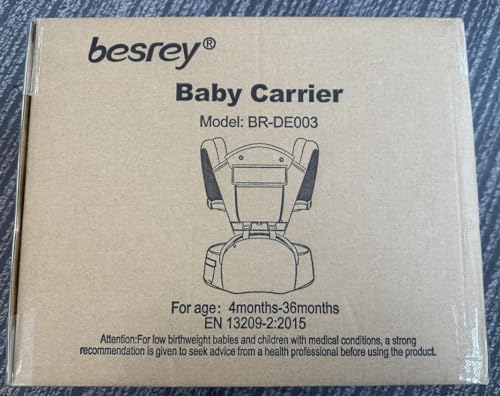 besrey®
Baby Carrier
Model: BR-DE003
For age: 4months-36months
EN 13209-2:2015
Attention:For low birthweight babies and children with medical conditions, a strong
recommendation is given to seek advice from a health professional before using the product.